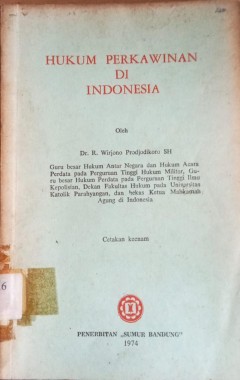 HUKUM PERKAWINAN
DI
INDONESIA
Oleh
Dr. R. Wirjono Prodjodikoro SH
Guru besar Hukum Antar Negara dan Hukum Acara
Perdata pada Perguruan Tinggi Hukum Militer, Gu-
ru besar Hukum Perdata pada Perguruan Tinggi Ilmu
Kepolisian, Dekan Fakultas Hukum pada Universitas
Katolik Parahyangan, dan bekas Ketua Mahkamah
Agung di Indonesia
Cetakan keenam
6
PENERBITAN „SUMUR BANDUNG"
1974